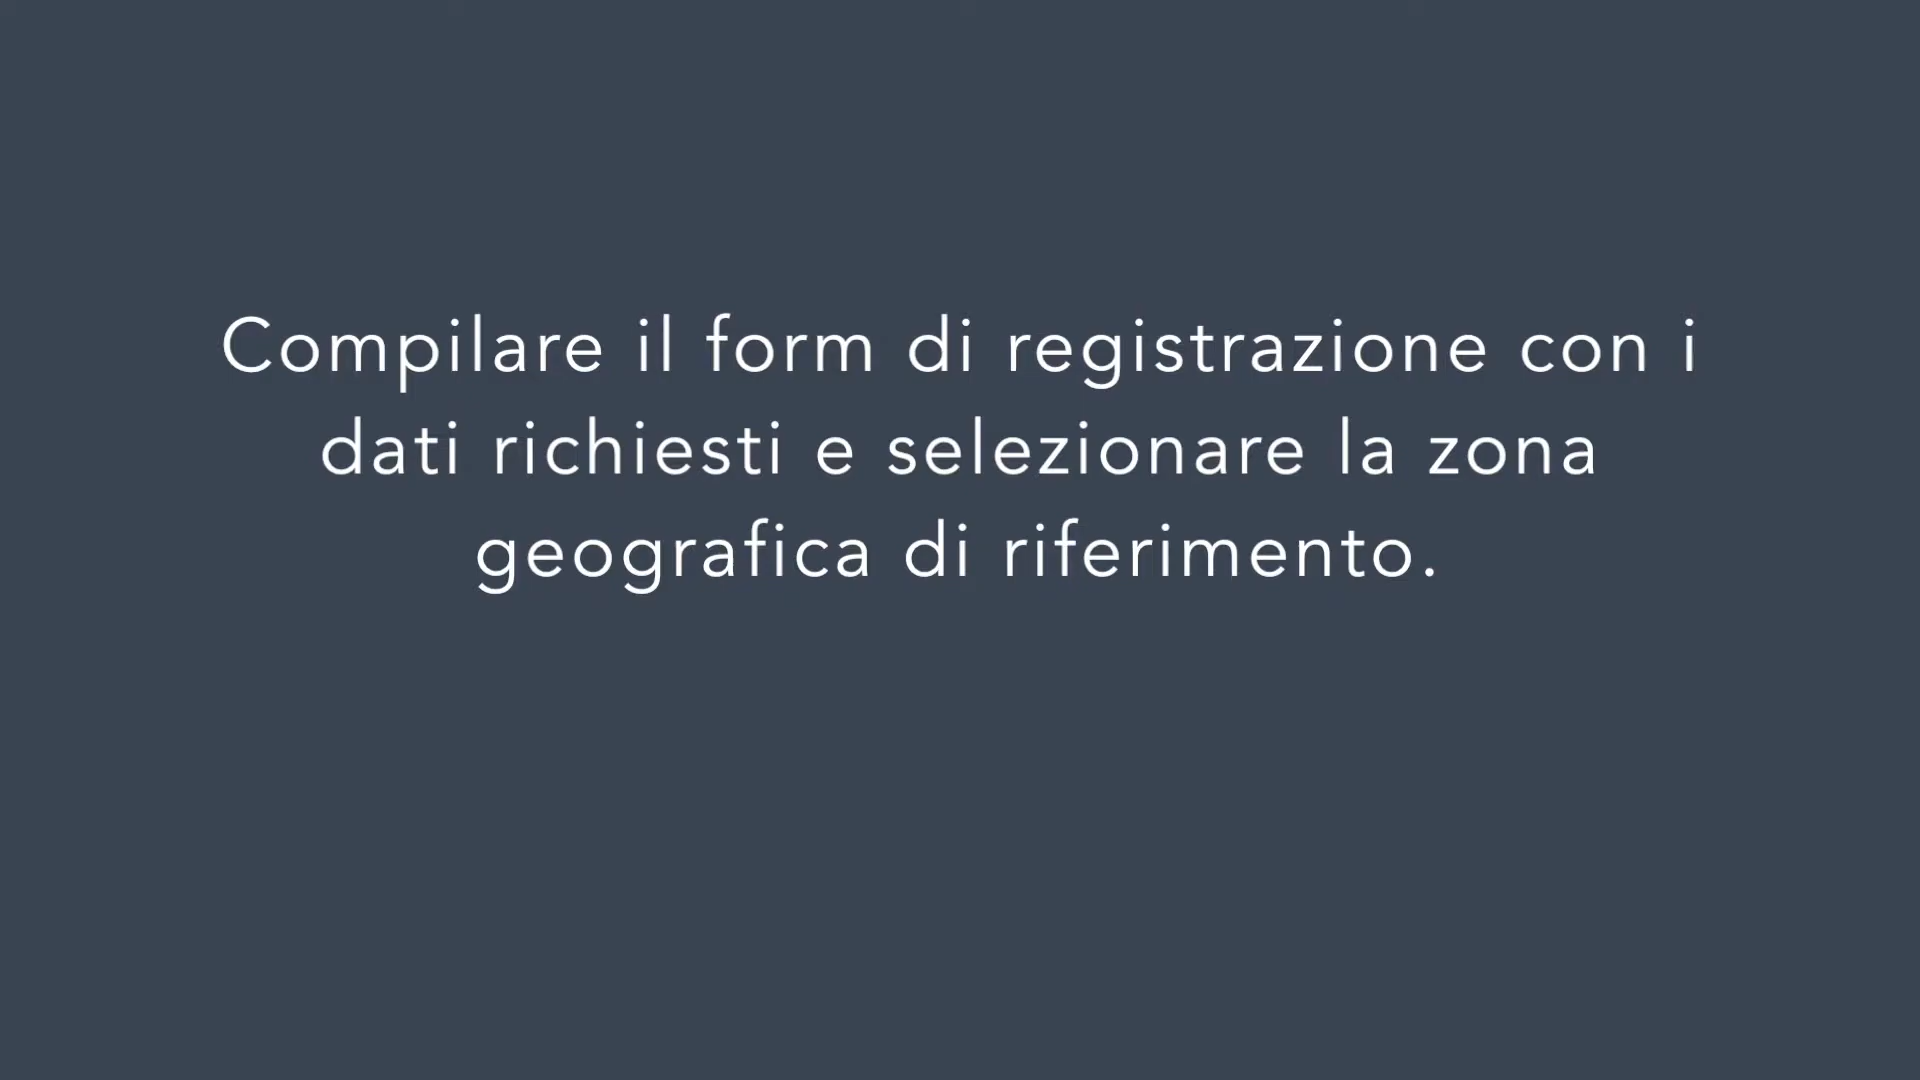 Compilare il form di registrazione con i
dati richiesti e selezionare la zona
geografica di riferimento.